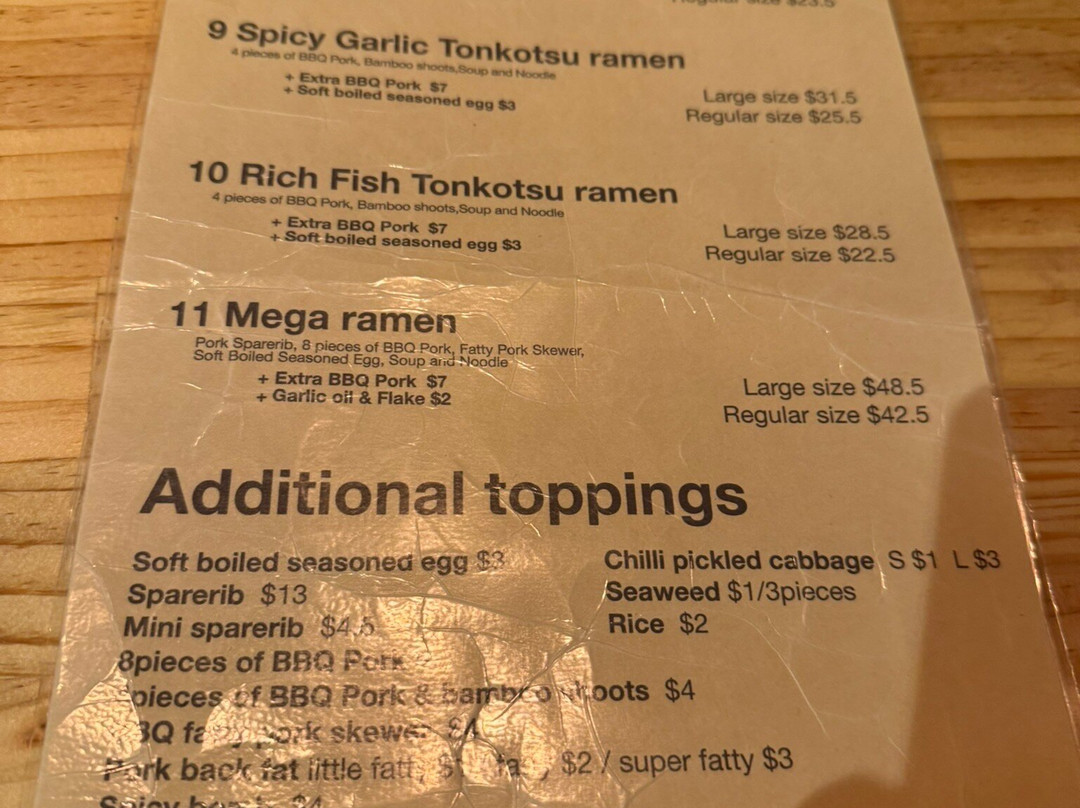 Regular size $23.5
9 Spicy Garlic Tonkotsu ramen
4 pieces of BBQ Pork, Bamboo shoots,Soup and Noodle
+ Extra BBQ Pork $7
+ Soft boiled seasoned egg $3
Large size $31.5
Regular size $25.5
10 Rich Fish Tonkotsu ramen
4 pieces of BBQ Pork, Bamboo shoots,Soup and Noodle
+ Extra BBQ Pork $7
+ Soft boiled seasoned egg $3
Large size $28.5
Regular size $22.5
11 Mega ramen
Pork Sparerib, 8 pieces of BBQ Pork, Fatty Pork Skewer,
Soft Boiled Seasoned Egg, Soup and Noodle
+ Extra BBQ Pork $7
+ Garlic oil & Flake $2
Large size $48.5
Regular size $42.5
Additional toppings
Soft boiled seasoned egg $3
Sparerib $13
Mini sparerib $4.5
8pieces of BBQ Pork
pieces of BBQ Pork & bamboo shoots $4
pork skewer $4
Pork back fat little fatty $2 / super fatty $3
Spicy $4
Chilli pickled cabbage S $1 L $3
Seaweed $1/3pieces
Rice $2